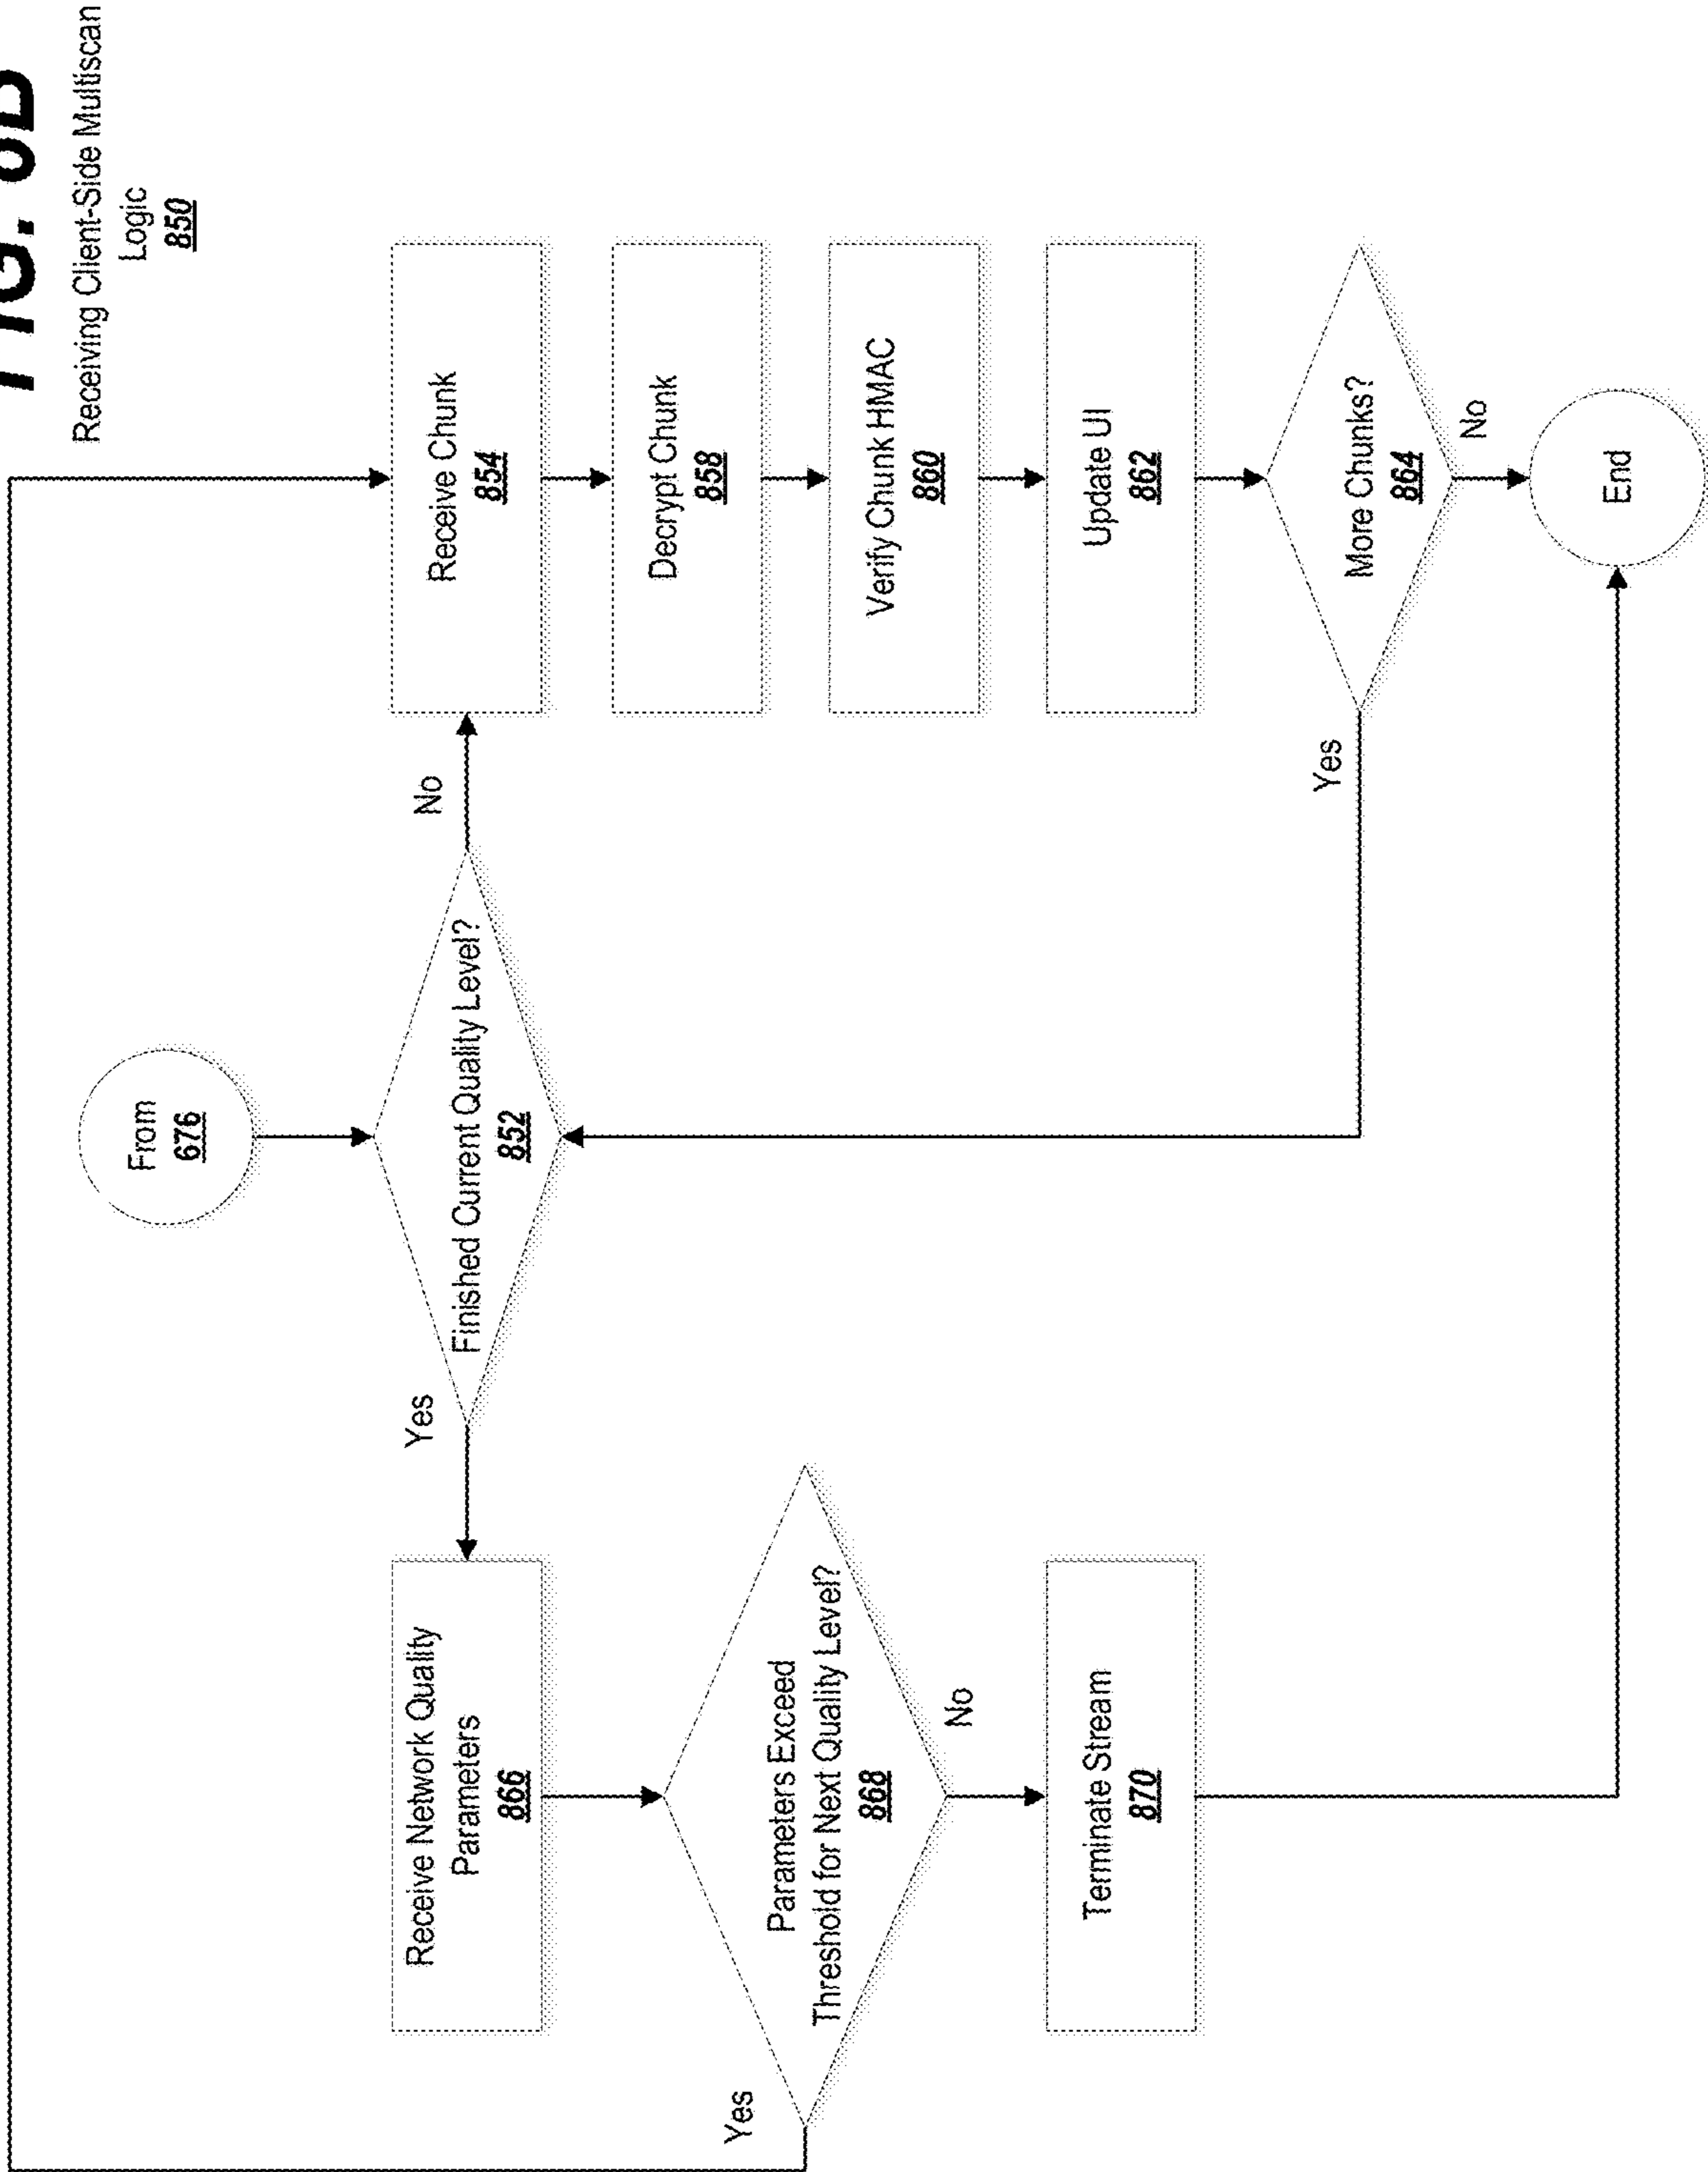 FIG. 8B
Receiving Client-Side Multiscan
Logic
850
From
676
Finished Current Quality Level?
852
Yes
No
Receive Network Quality
Parameters
866
Receive Chunk
854
Decrypt Chunk
858
Parameters Exceed
Threshold for Next Quality Level?
868
Yes
No
Verify Chunk HMAC
860
Terminate Stream
870
Update UI
862
More Chunks?
864
Yes
No
End